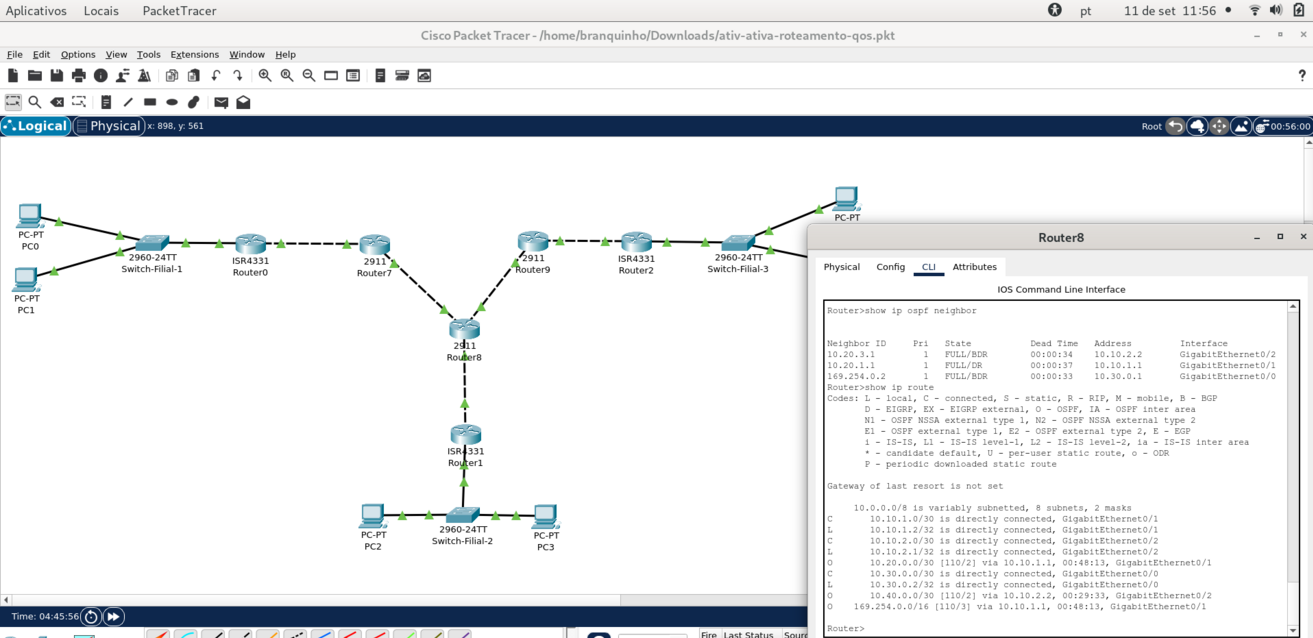 Aplicativos Locais PacketTracer pt 11 de set 11:56
Cisco Packet Tracer - /home/branquinho/Downloads/ativ-ativa-roteamento-qos.pkt
File Edit Options View Tools Extensions Window Help
?
Logical Physical x: 898, y: 561 Root 00:56:00
PC-PT
PC0
PC-PT
PC1
2960-24TT
Switch-Filial-1
ISR4331
Router0
2911
Router7
2911
Router9
ISR4331
Router2
2960-24TT
Switch-Filial-3
PC-PT
2911
Router8
ISR4331
Router1
PC-PT
PC2
2960-24TT
Switch-Filial-2
PC-PT
PC3
Router8
Physical Config CLI Attributes
IOS Command Line Interface
Router>show ip ospf neighbor
Neighbor ID Pri State Dead Time Address Interface
10.20.3.1 1 FULL/BDR 00:00:34 10.10.2.2 GigabitEthernet0/2
10.20.1.1 1 FULL/DR 00:00:37 10.10.1.1 GigabitEthernet0/1
169.254.0.2 1 FULL/BDR 00:00:33 10.30.0.1 GigabitEthernet0/0
Router>show ip route
Codes: L - local, C - connected, S - static, R - RIP, M - mobile, B - BGP
D - EIGRP, EX - EIGRP external, O - OSPF, IA - OSPF inter area
N1 - OSPF NSSA external type 1, N2 - OSPF NSSA external type 2
E1 - OSPF external type 1, E2 - OSPF external type 2, E - EGP
i - IS-IS, L1 - IS-IS level-1, L2 - IS-IS level-2, ia - IS-IS inter area
* - candidate default, U - per-user static route, o - ODR
P - periodic downloaded static route
Gateway of last resort is not set
10.0.0.0/8 is variably subnetted, 8 subnets, 2 masks
C 10.10.1.0/30 is directly connected, GigabitEthernet0/1
L 10.10.1.2/32 is directly connected, GigabitEthernet0/1
C 10.10.2.0/30 is directly connected, GigabitEthernet0/2
L 10.10.2.1/32 is directly connected, GigabitEthernet0/2
O 10.20.0.0/30 [110/2] via 10.10.1.1, 00:48:13, GigabitEthernet0/1
C 10.30.0.0/30 is directly connected, GigabitEthernet0/0
L 10.30.0.2/32 is directly connected, GigabitEthernet0/0
O 10.40.0.0/30 [110/2] via 10.10.2.2, 00:29:33, GigabitEthernet0/2
O 169.254.0.0/16 [110/3] via 10.10.1.1, 00:48:13, GigabitEthernet0/1
Router>
Time: 04:45:56
Fire Last Status Sourc